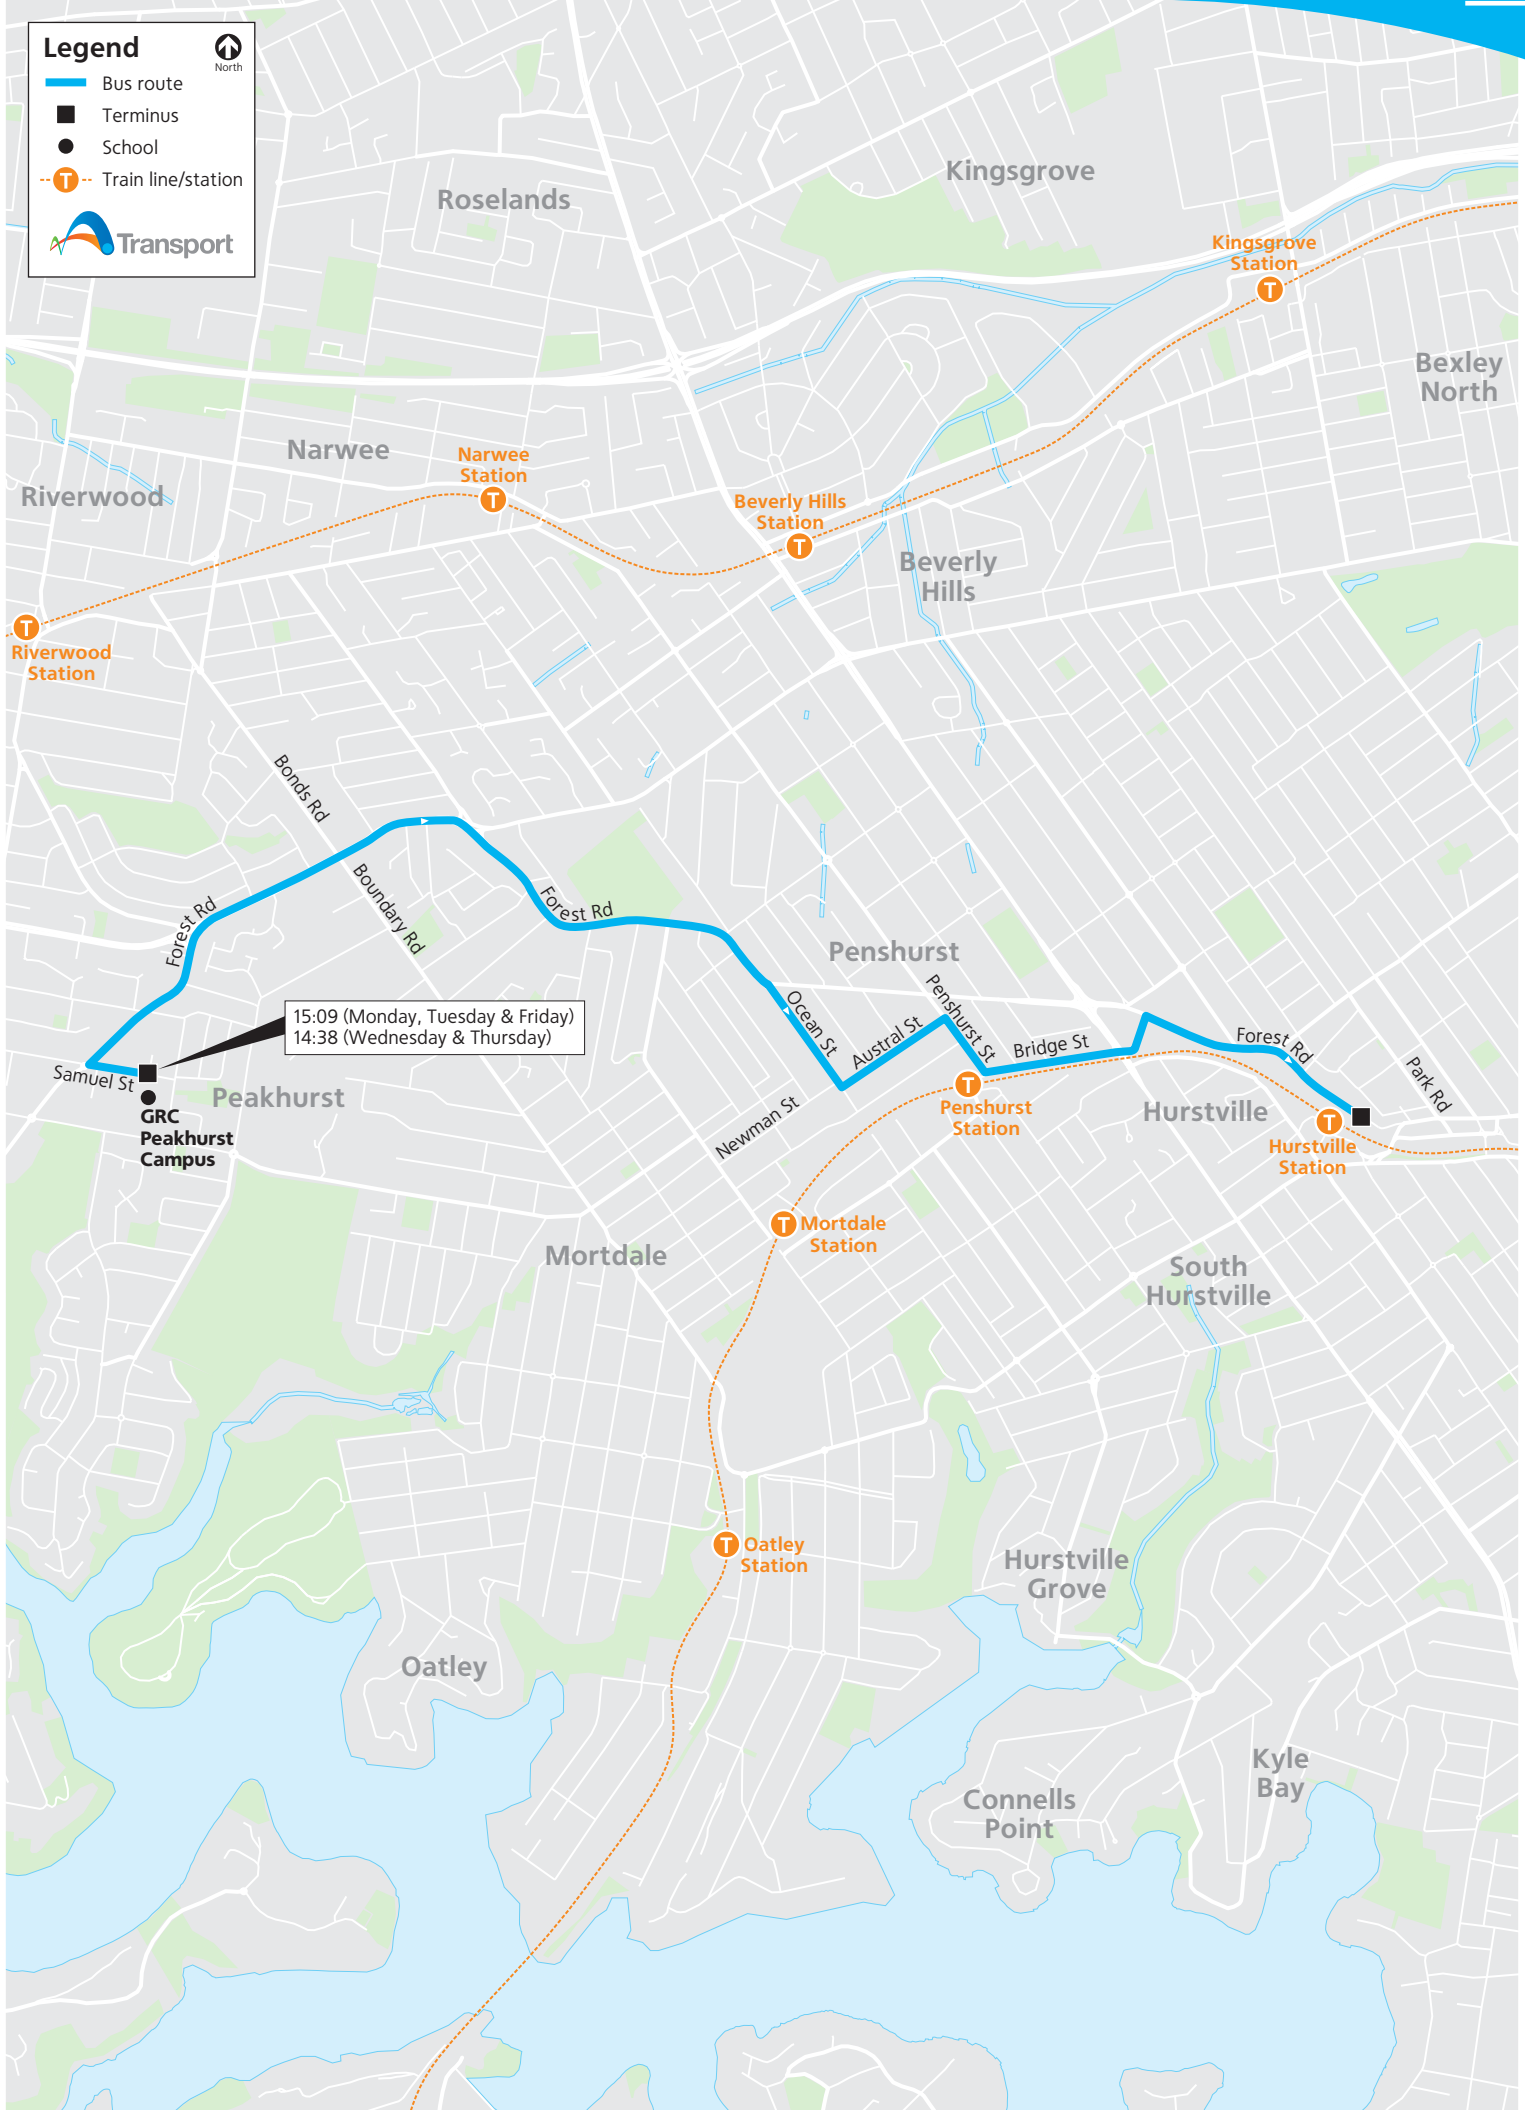 Legend
North
Bus route
Terminus
School
T
Train line/station
Transport
Kingsgrove
Roselands
Kingsgrove
Station
T
Bexley
North
Narwee
Narwee
Station
T
Riverwood
Beverly Hills
Station
T
Beverly
Hills
T
Riverwood
Station
Bonds Rd
Boundary Rd
Forest Rd
Forest Rd
Penshurst
Penshurst St
Ocean St
Austral St
Bridge St
Forest Rd
Park Rd
15:09 (Monday, Tuesday & Friday)
14:38 (Wednesday & Thursday)
Samuel St
Peakhurst
GRC
Peakhurst
Campus
Newman St
T
Penshurst
Station
Hurstville
T
Hurstville
Station
T
Mortdale
Station
Mortdale
South
Hurstville
T
Oatley
Station
Hurstville
Grove
Oatley
Kyle
Bay
Connells
Point